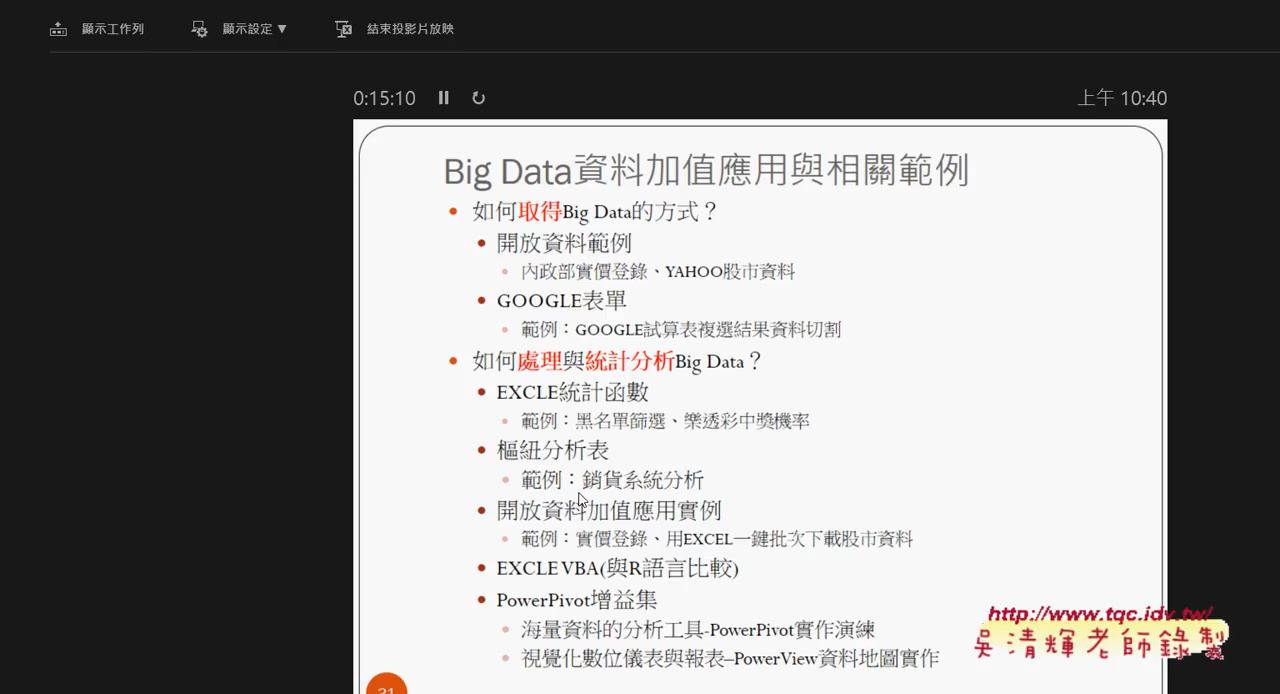 顯示工作列
顯示設定▼
結束投影片放映
0:15:10
上午 10:40
Big Data資料加值應用與相關範例
如何取得Big Data的方式？
開放資料範例
內政部實價登錄、YAHOO股市資料
GOOGLE表單
範例：GOOGLE試算表複選結果資料切割
如何處理與統計分析Big Data？
EXCLE統計函數
範例：黑名單篩選、樂透彩中獎機率
樞紐分析表
範例：銷貨系統分析
開放資料加值應用實例
範例：實價登錄、用EXCEL一鍵批次下載股市資料
EXCLE VBA(與R語言比較)
PowerPivot增益集
海量資料的分析工具-PowerPivot實作演練
視覺化數位儀表與報表–PowerView資料地圖實作
http://www.tqc.idv.tw/
吳清輝老師錄製
31